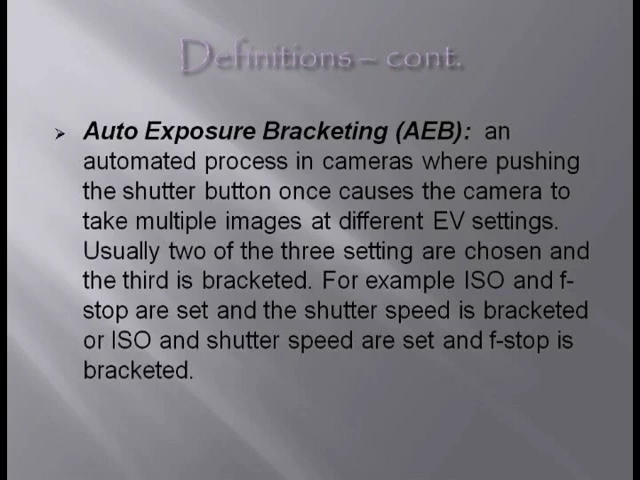 Definitions – cont.
Auto Exposure Bracketing (AEB): an
automated process in cameras where pushing
the shutter button once causes the camera to
take multiple images at different EV settings.
Usually two of the three setting are chosen and
the third is bracketed. For example ISO and f-
stop are set and the shutter speed is bracketed
or ISO and shutter speed are set and f-stop is
bracketed.